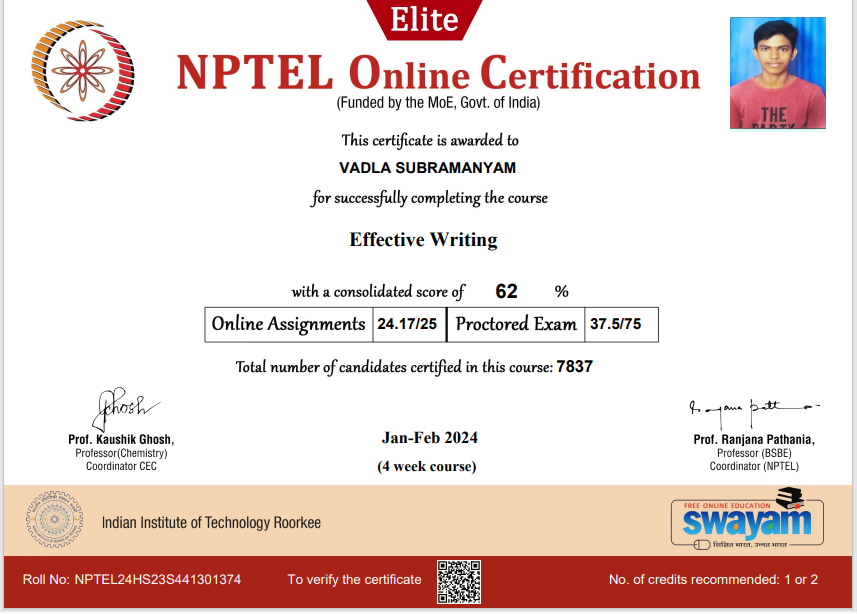 Elite
NPTEL Online Certification
(Funded by the MoE, Govt. of India)
THE
PARTY
This certificate is awarded to
VADLA SUBRAMANYAM
for successfully completing the course
Effective Writing
with a consolidated score of 62 %
Online Assignments 24.17/25 Proctored Exam 37.5/75
Total number of candidates certified in this course: 7837
Prof. Kaushik Ghosh,
Professor(Chemistry)
Coordinator CEC
Jan-Feb 2024
(4 week course)
Prof. Ranjana Pathania,
Professor (BSBE)
Coordinator (NPTEL)
Indian Institute of Technology Roorkee
FREE ONLINE EDUCATION
swayam
शिक्षित भारत, उन्नत भारत
Roll No: NPTEL24HS23S441301374 To verify the certificate No. of credits recommended: 1 or 2